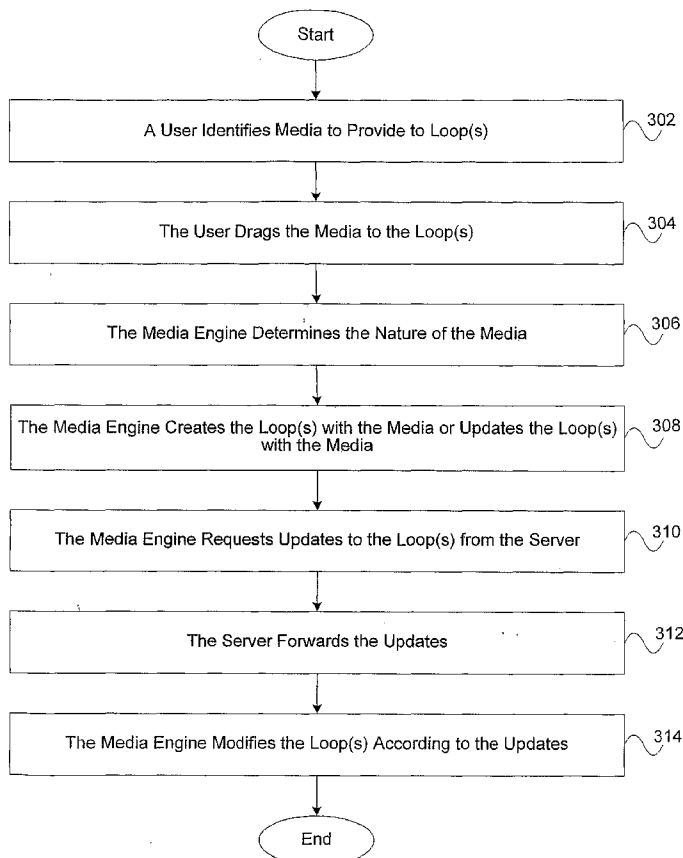 Start
A User Identifies Media to Provide to Loop(s)
302
The User Drags the Media to the Loop(s)
304
The Media Engine Determines the Nature of the Media
306
The Media Engine Creates the Loop(s) with the Media or Updates the Loop(s)
with the Media
308
The Media Engine Requests Updates to the Loop(s) from the Server
310
The Server Forwards the Updates
312
The Media Engine Modifies the Loop(s) According to the Updates
314
End